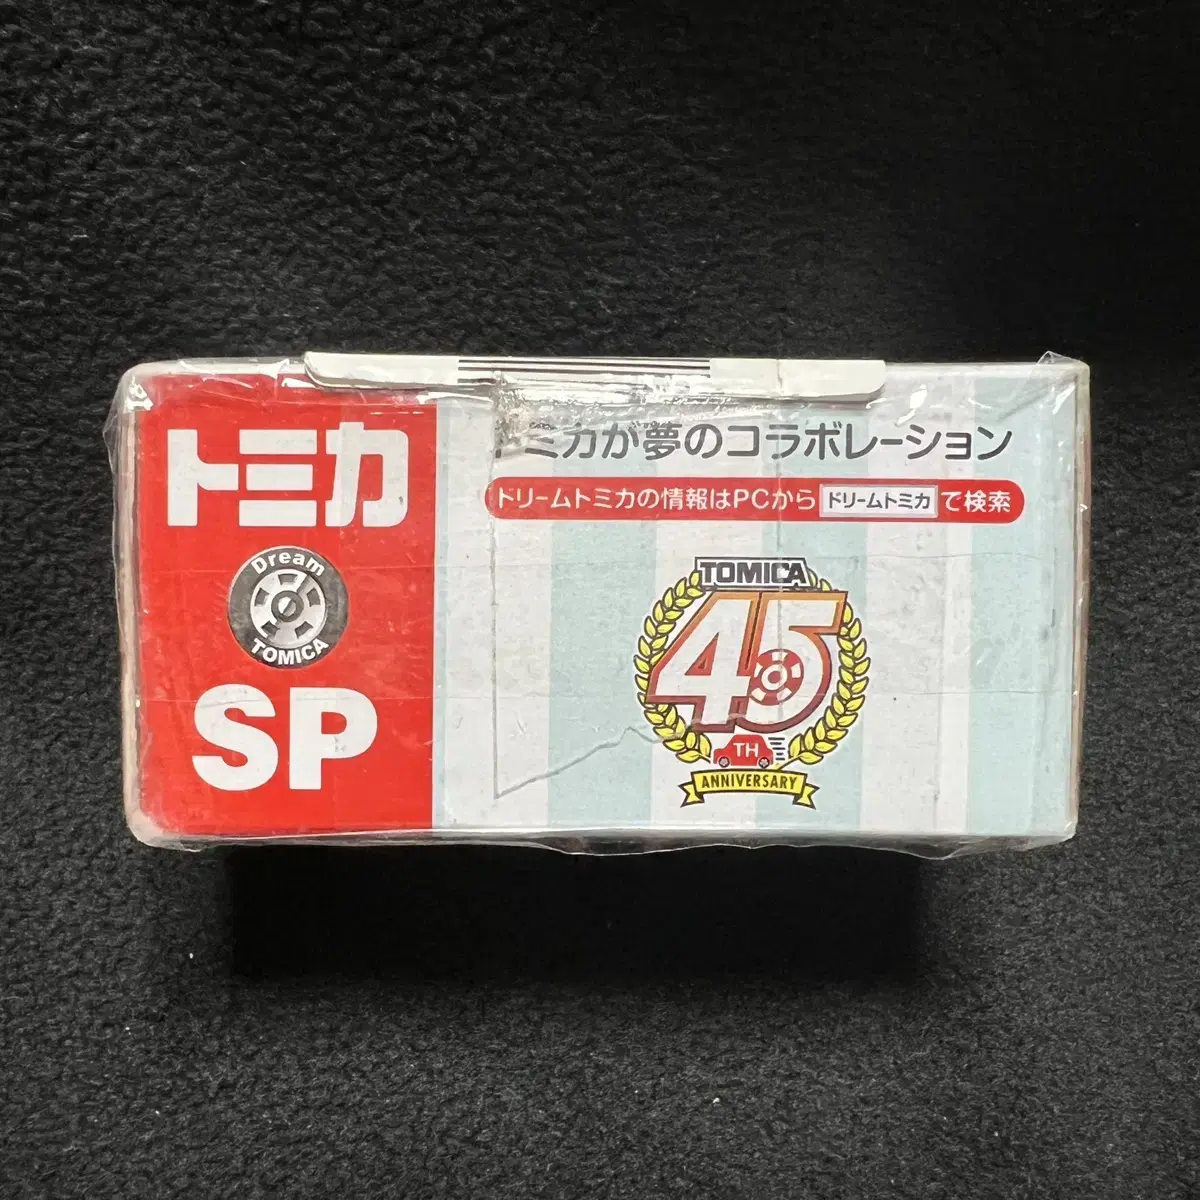 トミカ
Dream
TOMICA
SP
トミカが夢のコラボレーション
ドリームトミカの情報はPCから ドリームトミカ で検索
TOMICA
45
TH
ANNIVERSARY